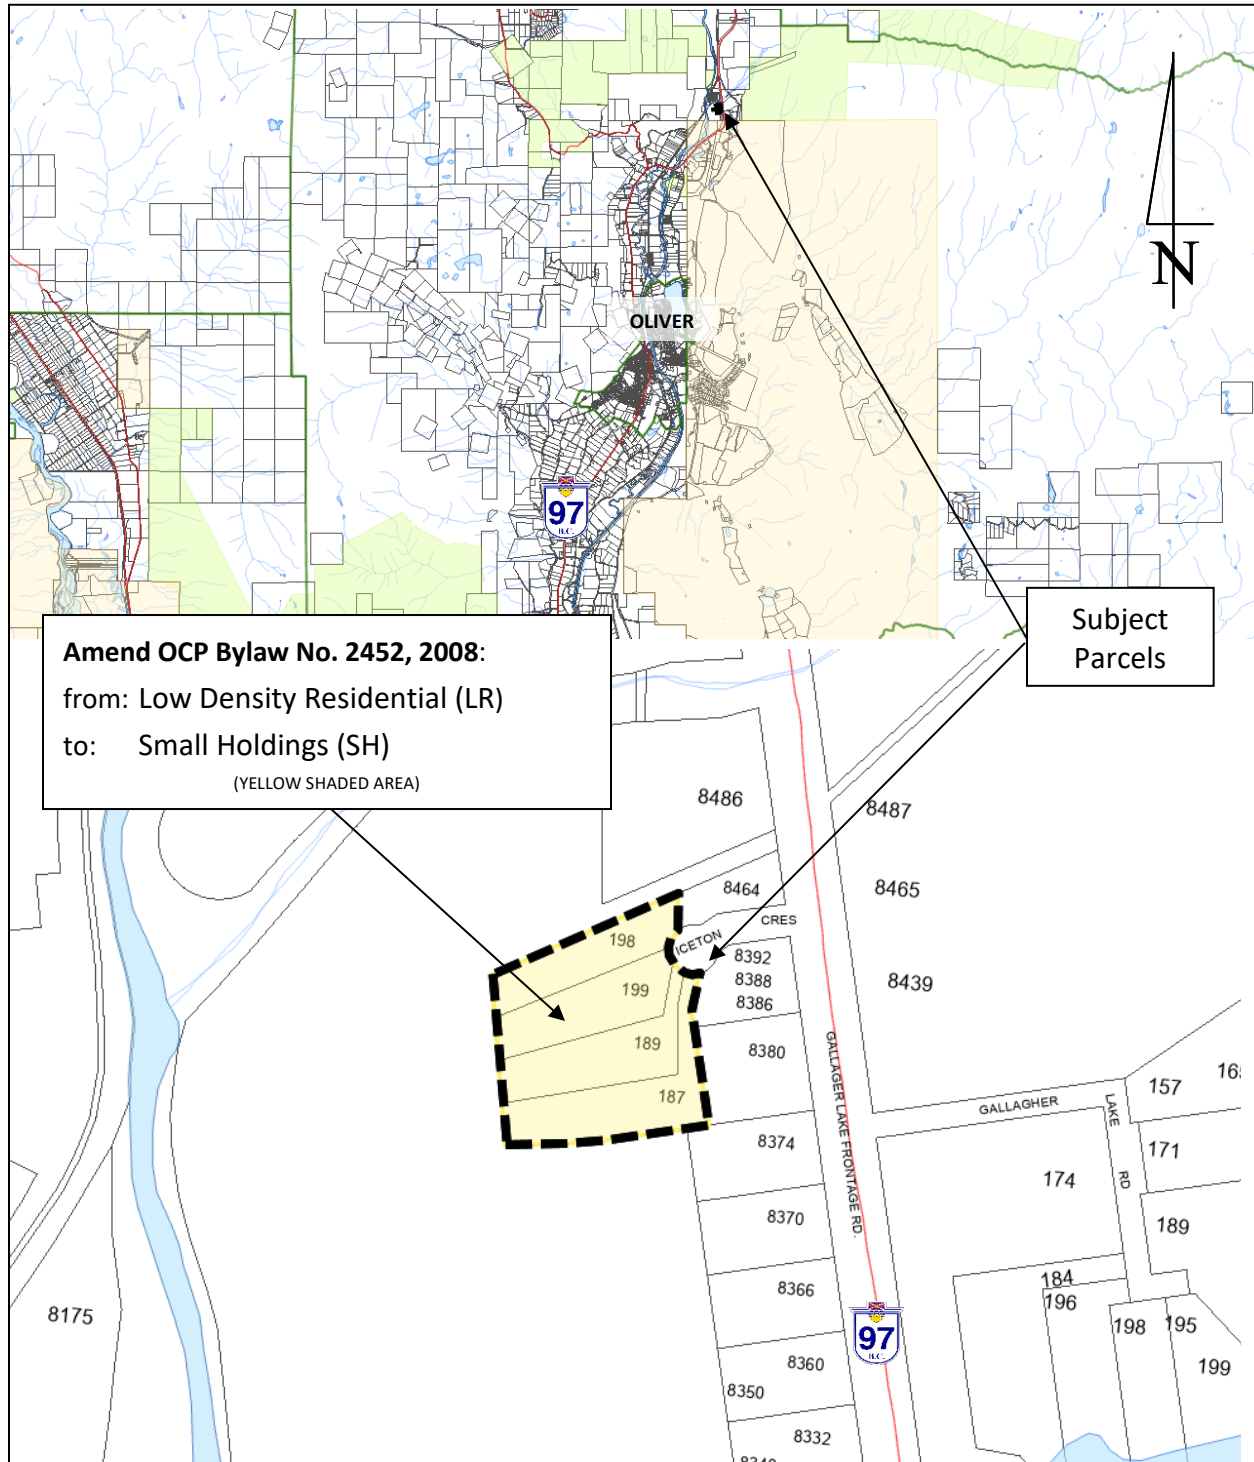 N
OLIVER
97
B.C.
Subject
Parcels
Amend OCP Bylaw No. 2452, 2008:
from: Low Density Residential (LR)
to: Small Holdings (SH)
(YELLOW SHADED AREA)
8486
8487
8464
8465
CRES
ICETON
198
8392
8388
8439
199
8386
189
8380
GALLAGER LAKE FRONTAGE RD.
187
157
GALLAGHER
LAKE
RD
8374
171
174
8370
189
8366
184
196
8175
198
195
97
B.C.
8360
199
8350
8332